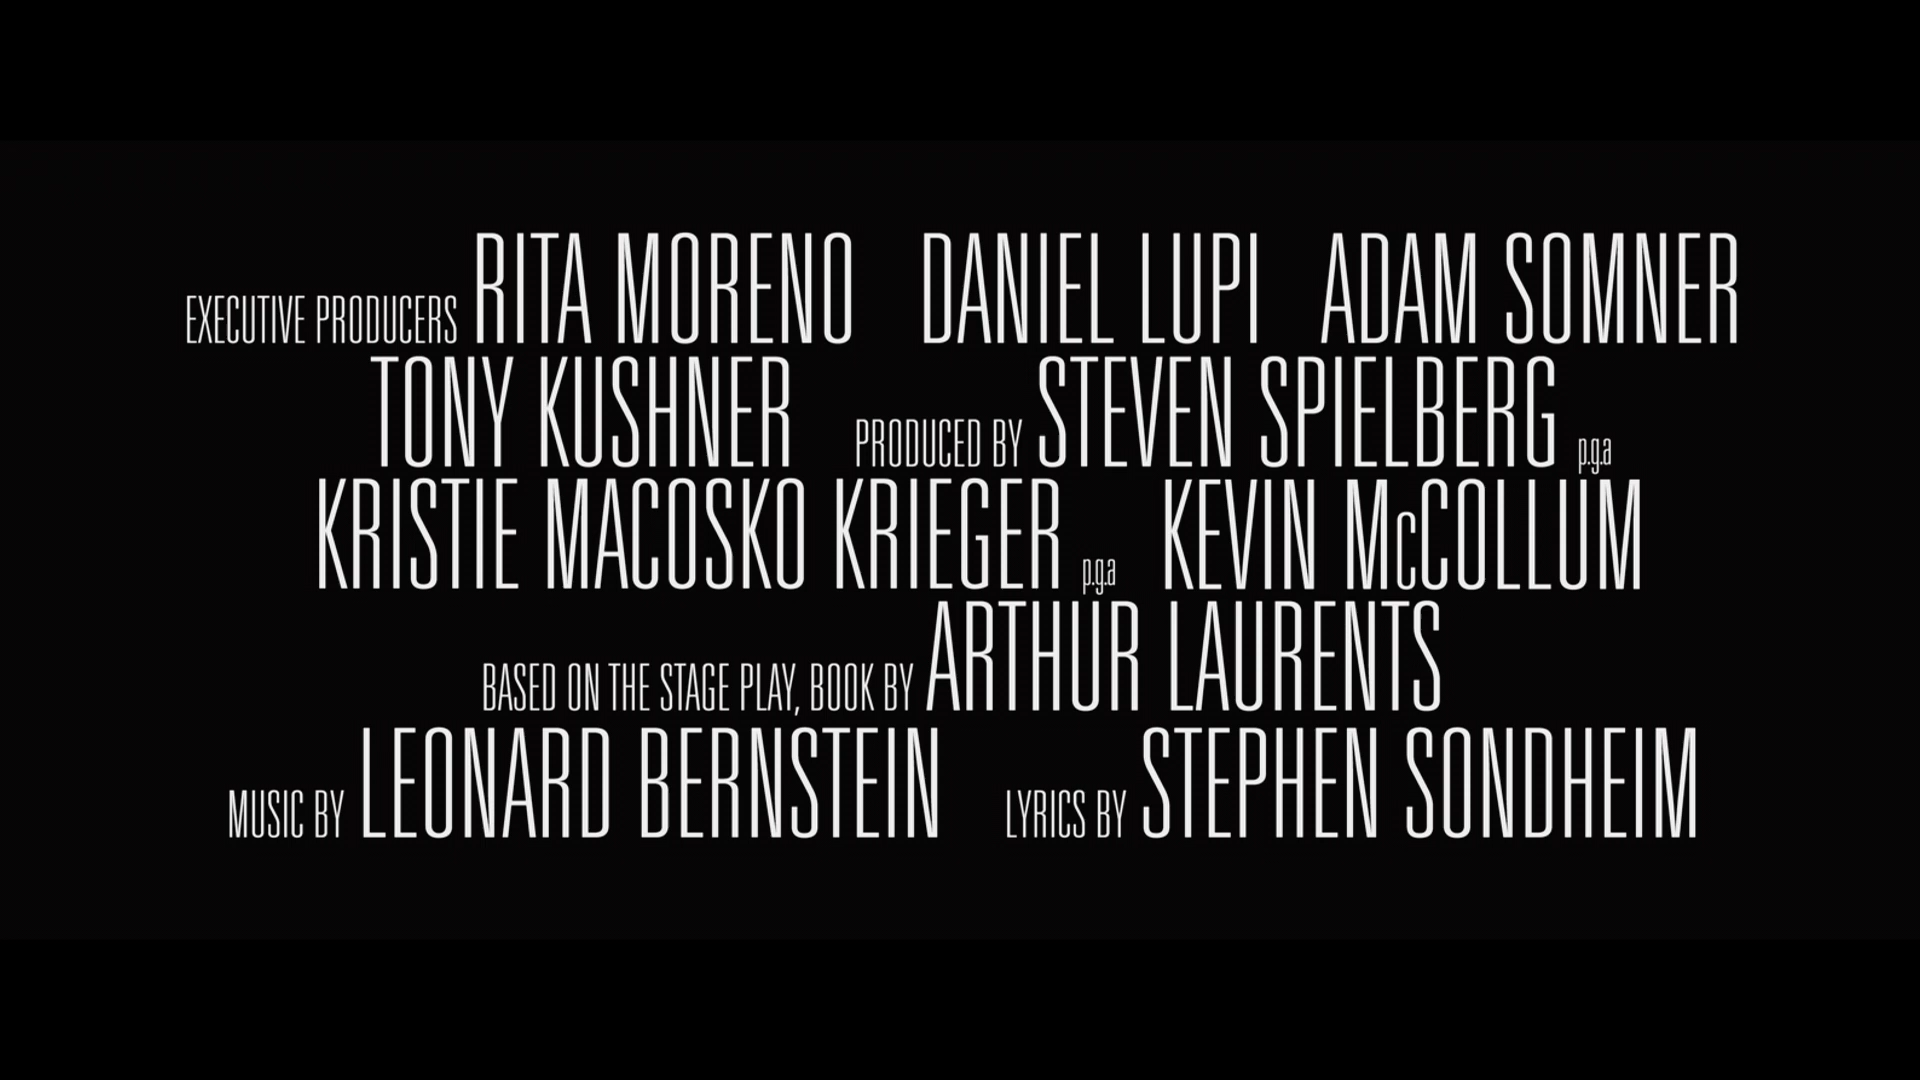 EXECUTIVE PRODUCERS RITA MORENO DANIEL LUPI ADAM SOMNER
TONY KUSHNER PRODUCED BY STEVEN SPIELBERG p.g.a
KRISTIE MACOSKO KRIEGER p.g.a KEVIN McCOLLUM
BASED ON THE STAGE PLAY, BOOK BY ARTHUR LAURENTS
MUSIC BY LEONARD BERNSTEIN LYRICS BY STEPHEN SONDHEIM